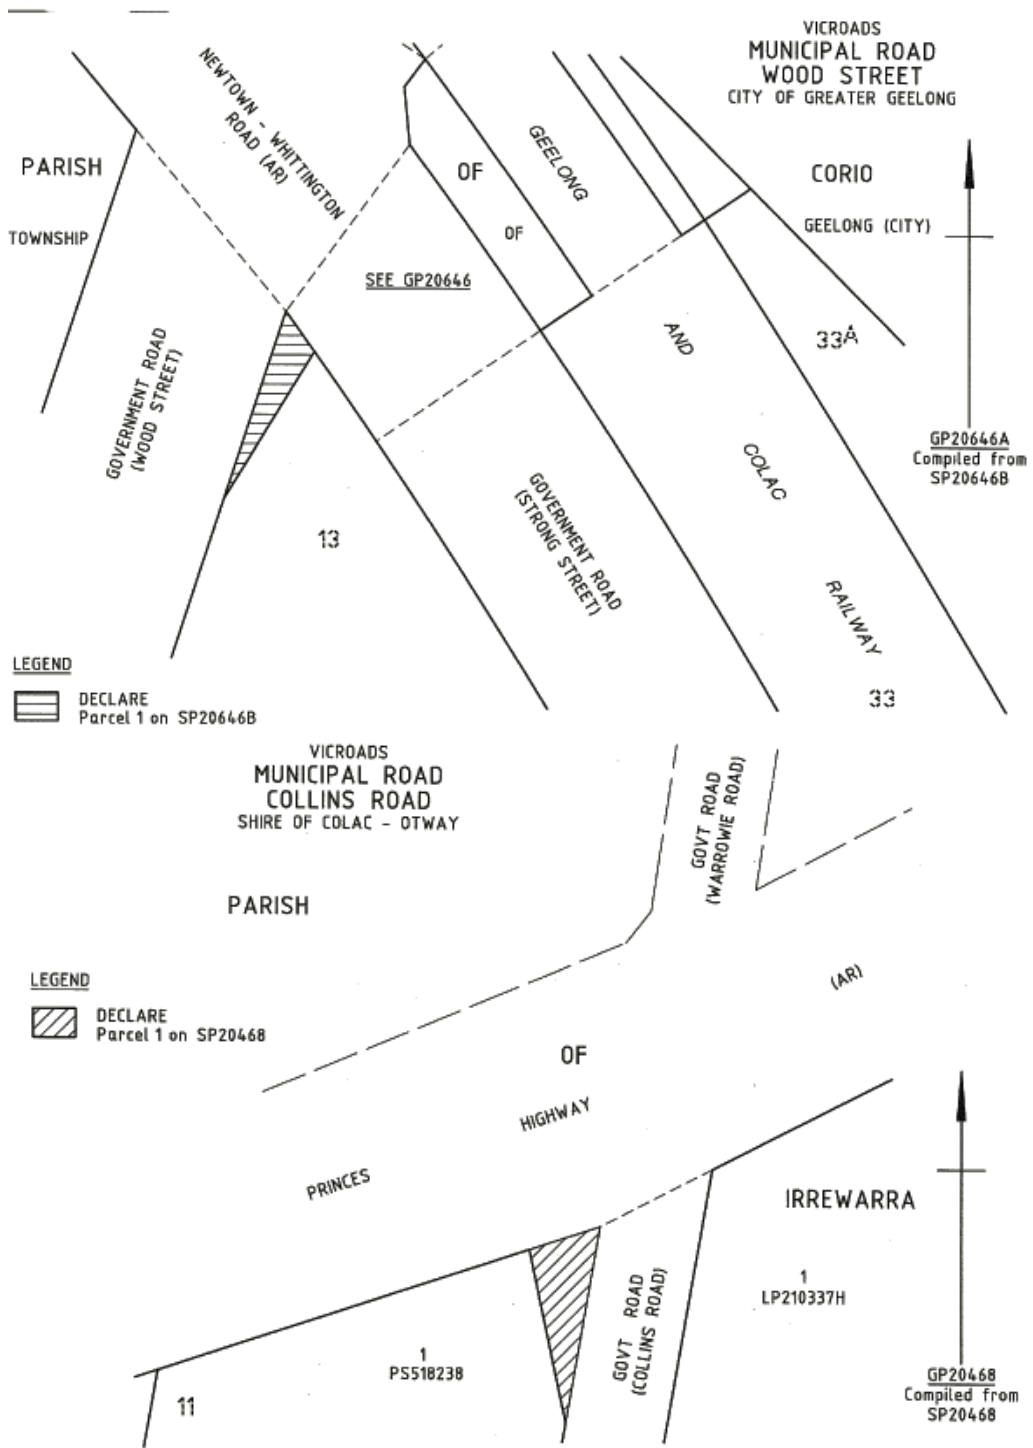 VICROADS
MUNICIPAL ROAD
WOOD STREET
CITY OF GREATER GEELONG
NEWTOWN - WHITTINGTON
ROAD (AR)
GEELONG
PARISH
OF
CORIO
TOWNSHIP
OF
GEELONG (CITY)
SEE GP20646
AND
33A
GOVERNMENT ROAD
(WOOD STREET)
GP20646A
Compiled from
SP20646B
COLAC
GOVERNMENT ROAD
(STRONG STREET)
13
RAILWAY
33
LEGEND
DECLARE
Parcel 1 on SP20646B
VICROADS
MUNICIPAL ROAD
COLLINS ROAD
SHIRE OF COLAC - OTWAY
GOVT ROAD
(WARROWIE ROAD)
PARISH
LEGEND
DECLARE
Parcel 1 on SP20468
(AR)
OF
HIGHWAY
PRINCES
IRREWARRA
1
LP210337H
GOVT ROAD
(COLLINS ROAD)
1
PS518238
11
GP20468
Compiled from
SP20468